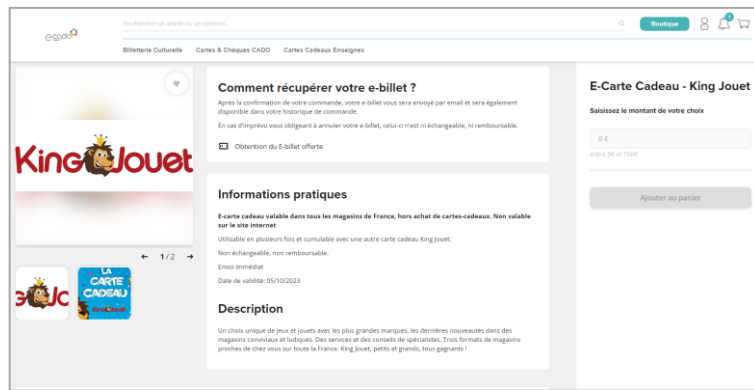 ecado
Rechercher un article ou un contenu
Boutique
Billetterie Culturelle Cartes & Chèques CADO Cartes Cadeaux Enseignes
King Jouet
1/2
LA
CARTE
CADEAU
King Jouet
Comment récupérer votre e-billet ?
Après la confirmation de votre commande, votre e-billet vous sera envoyé par email et sera également
disponible dans votre historique de commande.
En cas d'imprévu vous obligeant à annuler votre e-billet, celui-ci n'est ni échangeable, ni remboursable.
Obtention du E-billet offerte
Informations pratiques
E-carte cadeau valable dans tous les magasins de France, hors achat de cartes-cadeaux. Non valable
sur le site internet
Utilisable en plusieurs fois et cumulable avec une autre carte cadeau King Jouet.
Non échangeable, non remboursable.
Envoi immédiat
Date de validité: 05/10/2023
Description
Un choix unique de jeux et jouets avec les plus grandes marques, les dernières nouveautés dans des
magasins conviviaux et ludiques. Des services et des conseils de spécialistes. Trois formats de magasins
proches de chez vous sur toute la France. King Jouet, petits et grands, tous gagnants !
E-Carte Cadeau - King Jouet
Saisissez le montant de votre choix
0 €
entre 5€ et 150€
Ajouter au panier